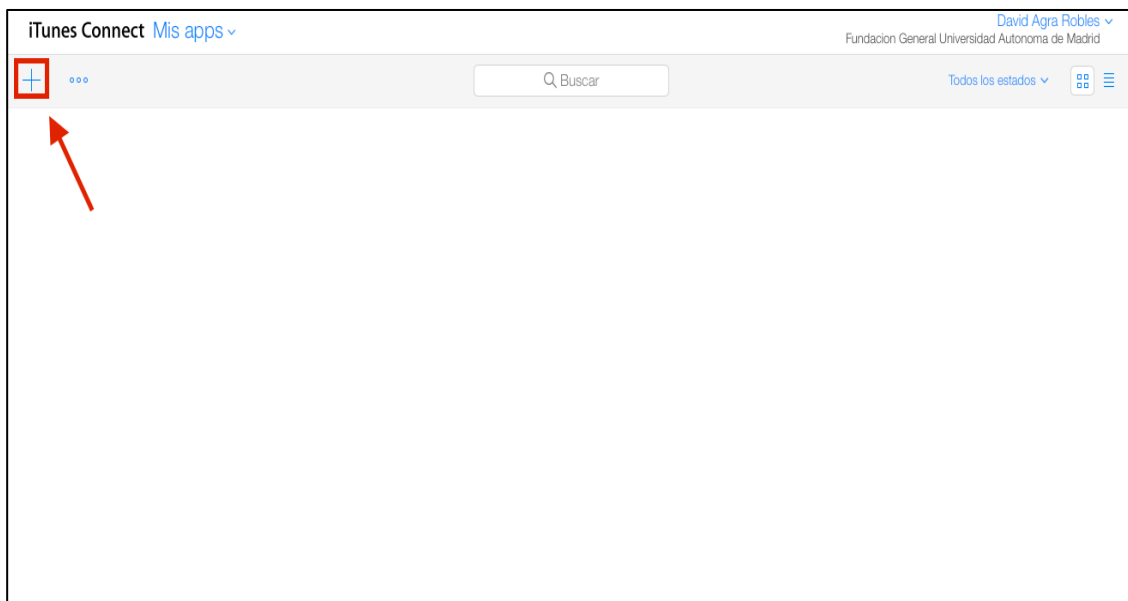 iTunes Connect Mis apps
David Agra Robles
Fundacion General Universidad Autonoma de Madrid
Buscar
Todos los estados